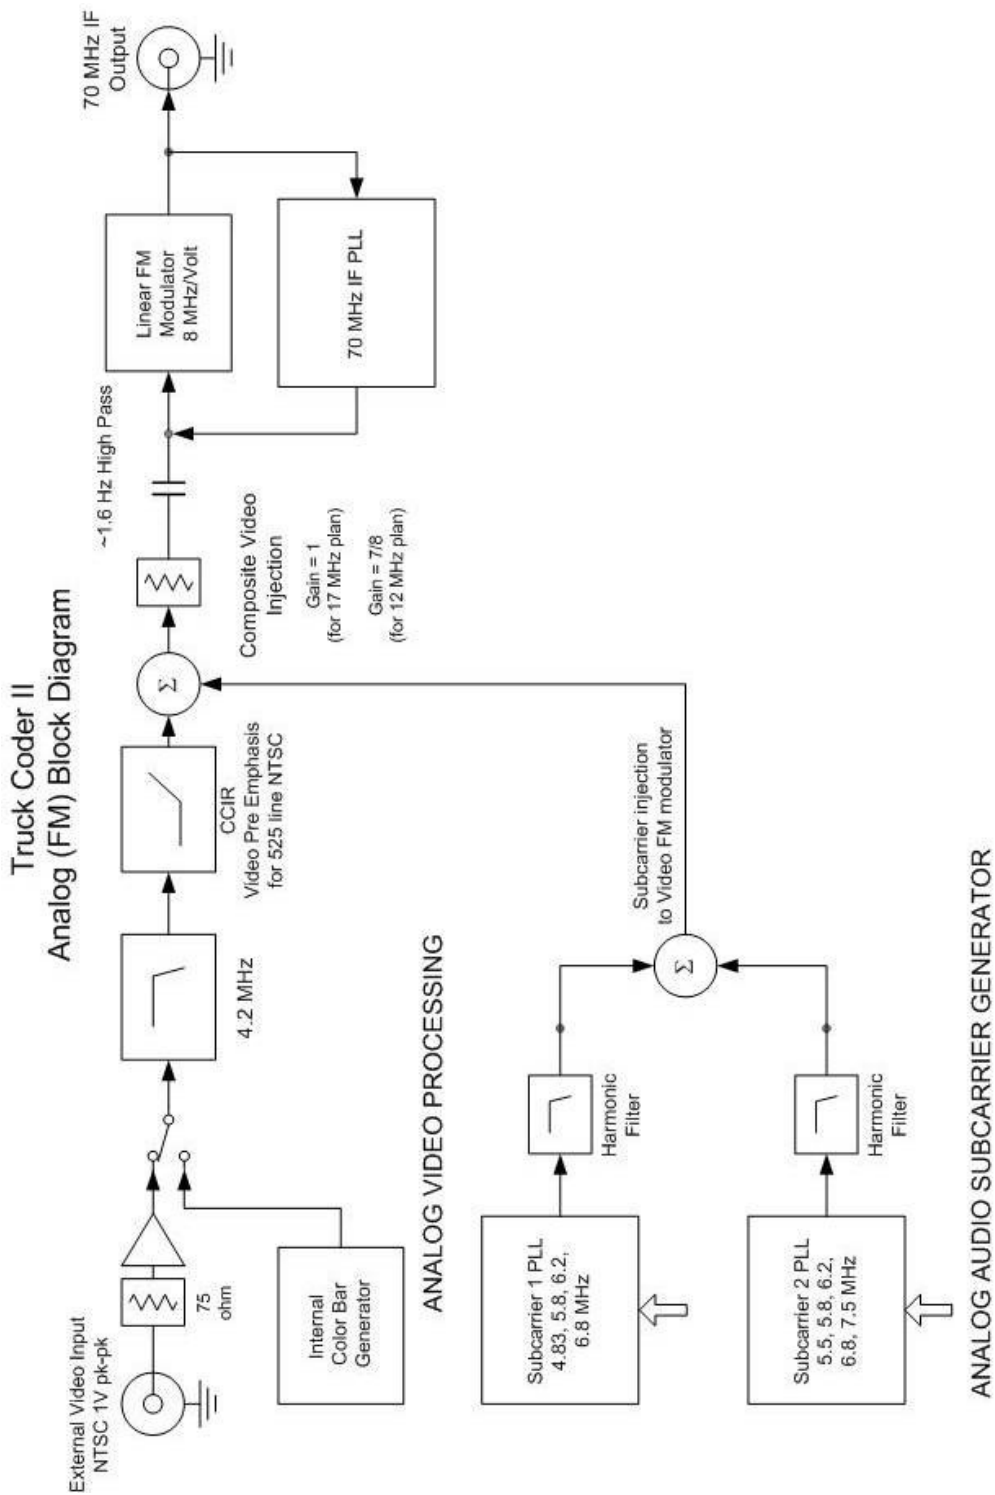 Truck Coder II
Analog (FM) Block Diagram
External Video Input
NTSC 1V pk-pk
75
ohm
Internal
Color Bar
Generator
4.2 MHz
CCIR
Video Pre Emphasis
for 525 line NTSC
Σ
Composite Video
Injection
Gain = 1
(for 17 MHz plan)
Gain = 7/8
(for 12 MHz plan)
~1.6 Hz High Pass
Linear FM
Modulator
8 MHz/Volt
70 MHz IF PLL
70 MHz IF
Output
ANALOG VIDEO PROCESSING
Subcarrier 1 PLL
4.83, 5.8, 6.2,
6.8 MHz
Harmonic
Filter
Σ
Subcarrier injection
to Video FM modulator
Subcarrier 2 PLL
5.5, 5.8, 6.2,
6.8, 7.5 MHz
Harmonic
Filter
ANALOG AUDIO SUBCARRIER GENERATOR